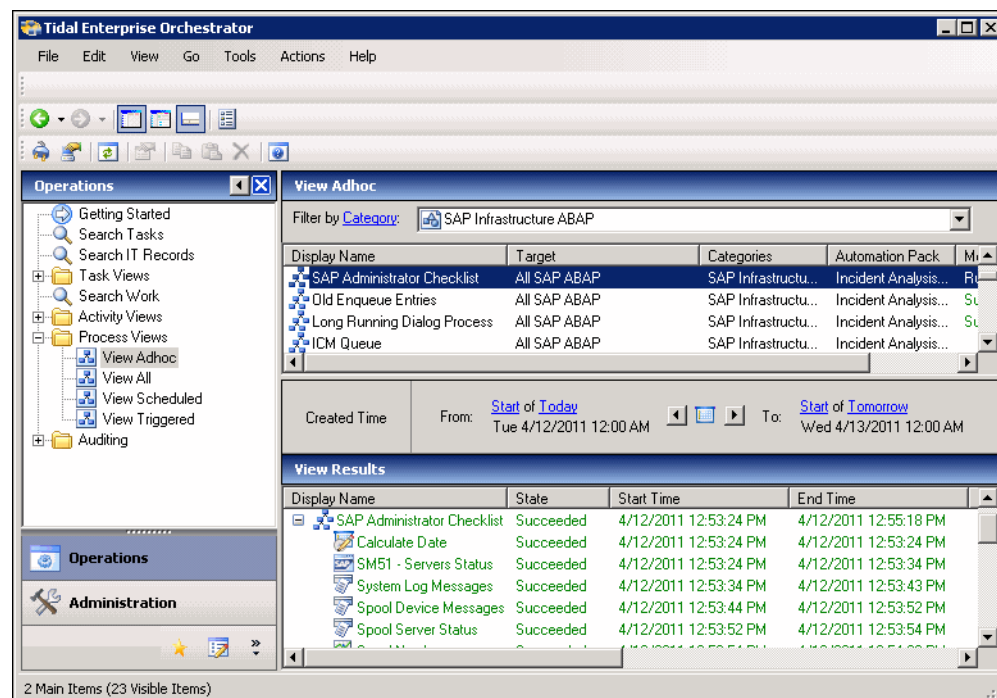 Tidal Enterprise Orchestrator
File Edit View Go Tools Actions Help
Operations
Getting Started
Search Tasks
Search IT Records
Task Views
Search Work
Activity Views
Process Views
View Adhoc
View All
View Scheduled
View Triggered
Auditing
Operations
Administration
View Adhoc
Filter by Category: SAP Infrastructure ABAP
Display Name Target Categories Automation Pack
SAP Administrator Checklist All SAP ABAP SAP Infrastructu... Incident Analysis...
Old Enqueue Entries All SAP ABAP SAP Infrastructu... Incident Analysis...
Long Running Dialog Process All SAP ABAP SAP Infrastructu... Incident Analysis...
ICM Queue All SAP ABAP SAP Infrastructu... Incident Analysis...
Created Time From: Start of Today To: Start of Tomorrow
Tue 4/12/2011 12:00 AM Wed 4/13/2011 12:00 AM
View Results
Display Name State Start Time End Time
SAP Administrator Checklist Succeeded 4/12/2011 12:53:24 PM 4/12/2011 12:55:18 PM
Calculate Date Succeeded 4/12/2011 12:53:24 PM 4/12/2011 12:53:24 PM
SM51 - Servers Status Succeeded 4/12/2011 12:53:24 PM 4/12/2011 12:53:34 PM
System Log Messages Succeeded 4/12/2011 12:53:34 PM 4/12/2011 12:53:43 PM
Spool Device Messages Succeeded 4/12/2011 12:53:44 PM 4/12/2011 12:53:52 PM
Spool Server Status Succeeded 4/12/2011 12:53:52 PM 4/12/2011 12:53:54 PM
2 Main Items (23 Visible Items)